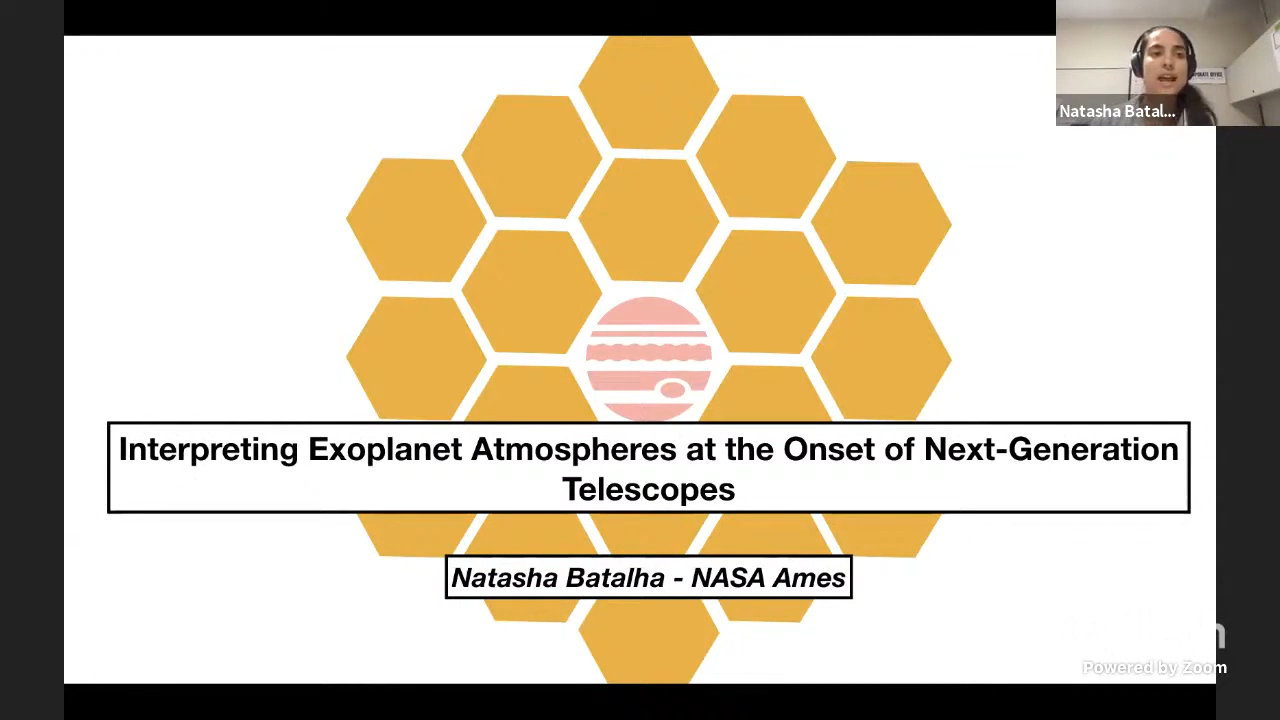 Natasha Batal...
Interpreting Exoplanet Atmospheres at the Onset of Next-Generation
Telescopes
Natasha Batalha - NASA Ames
Powered by Zoom